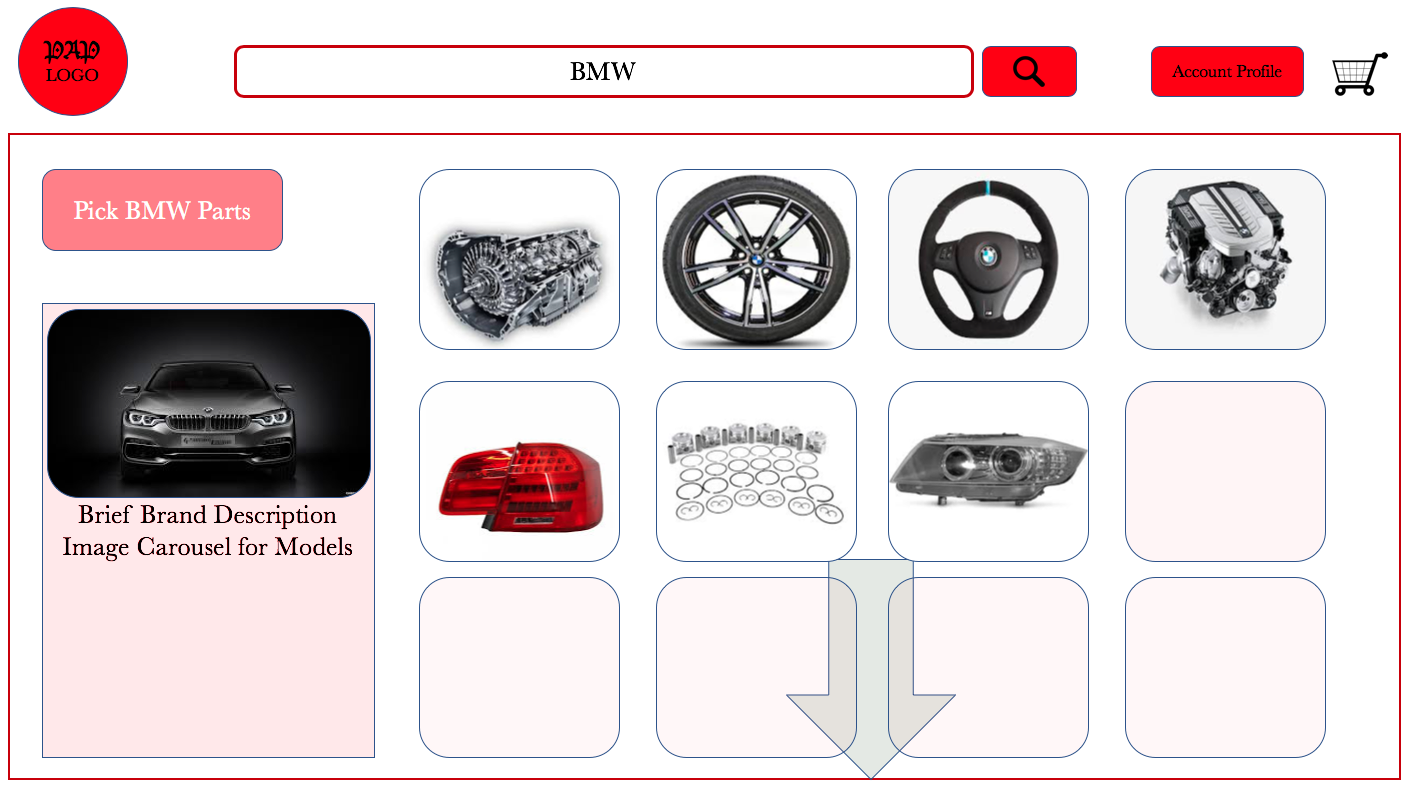 PAP
LOGO
BMW
Account Profile
Pick BMW Parts
Brief Brand Description
Image Carousel for Models